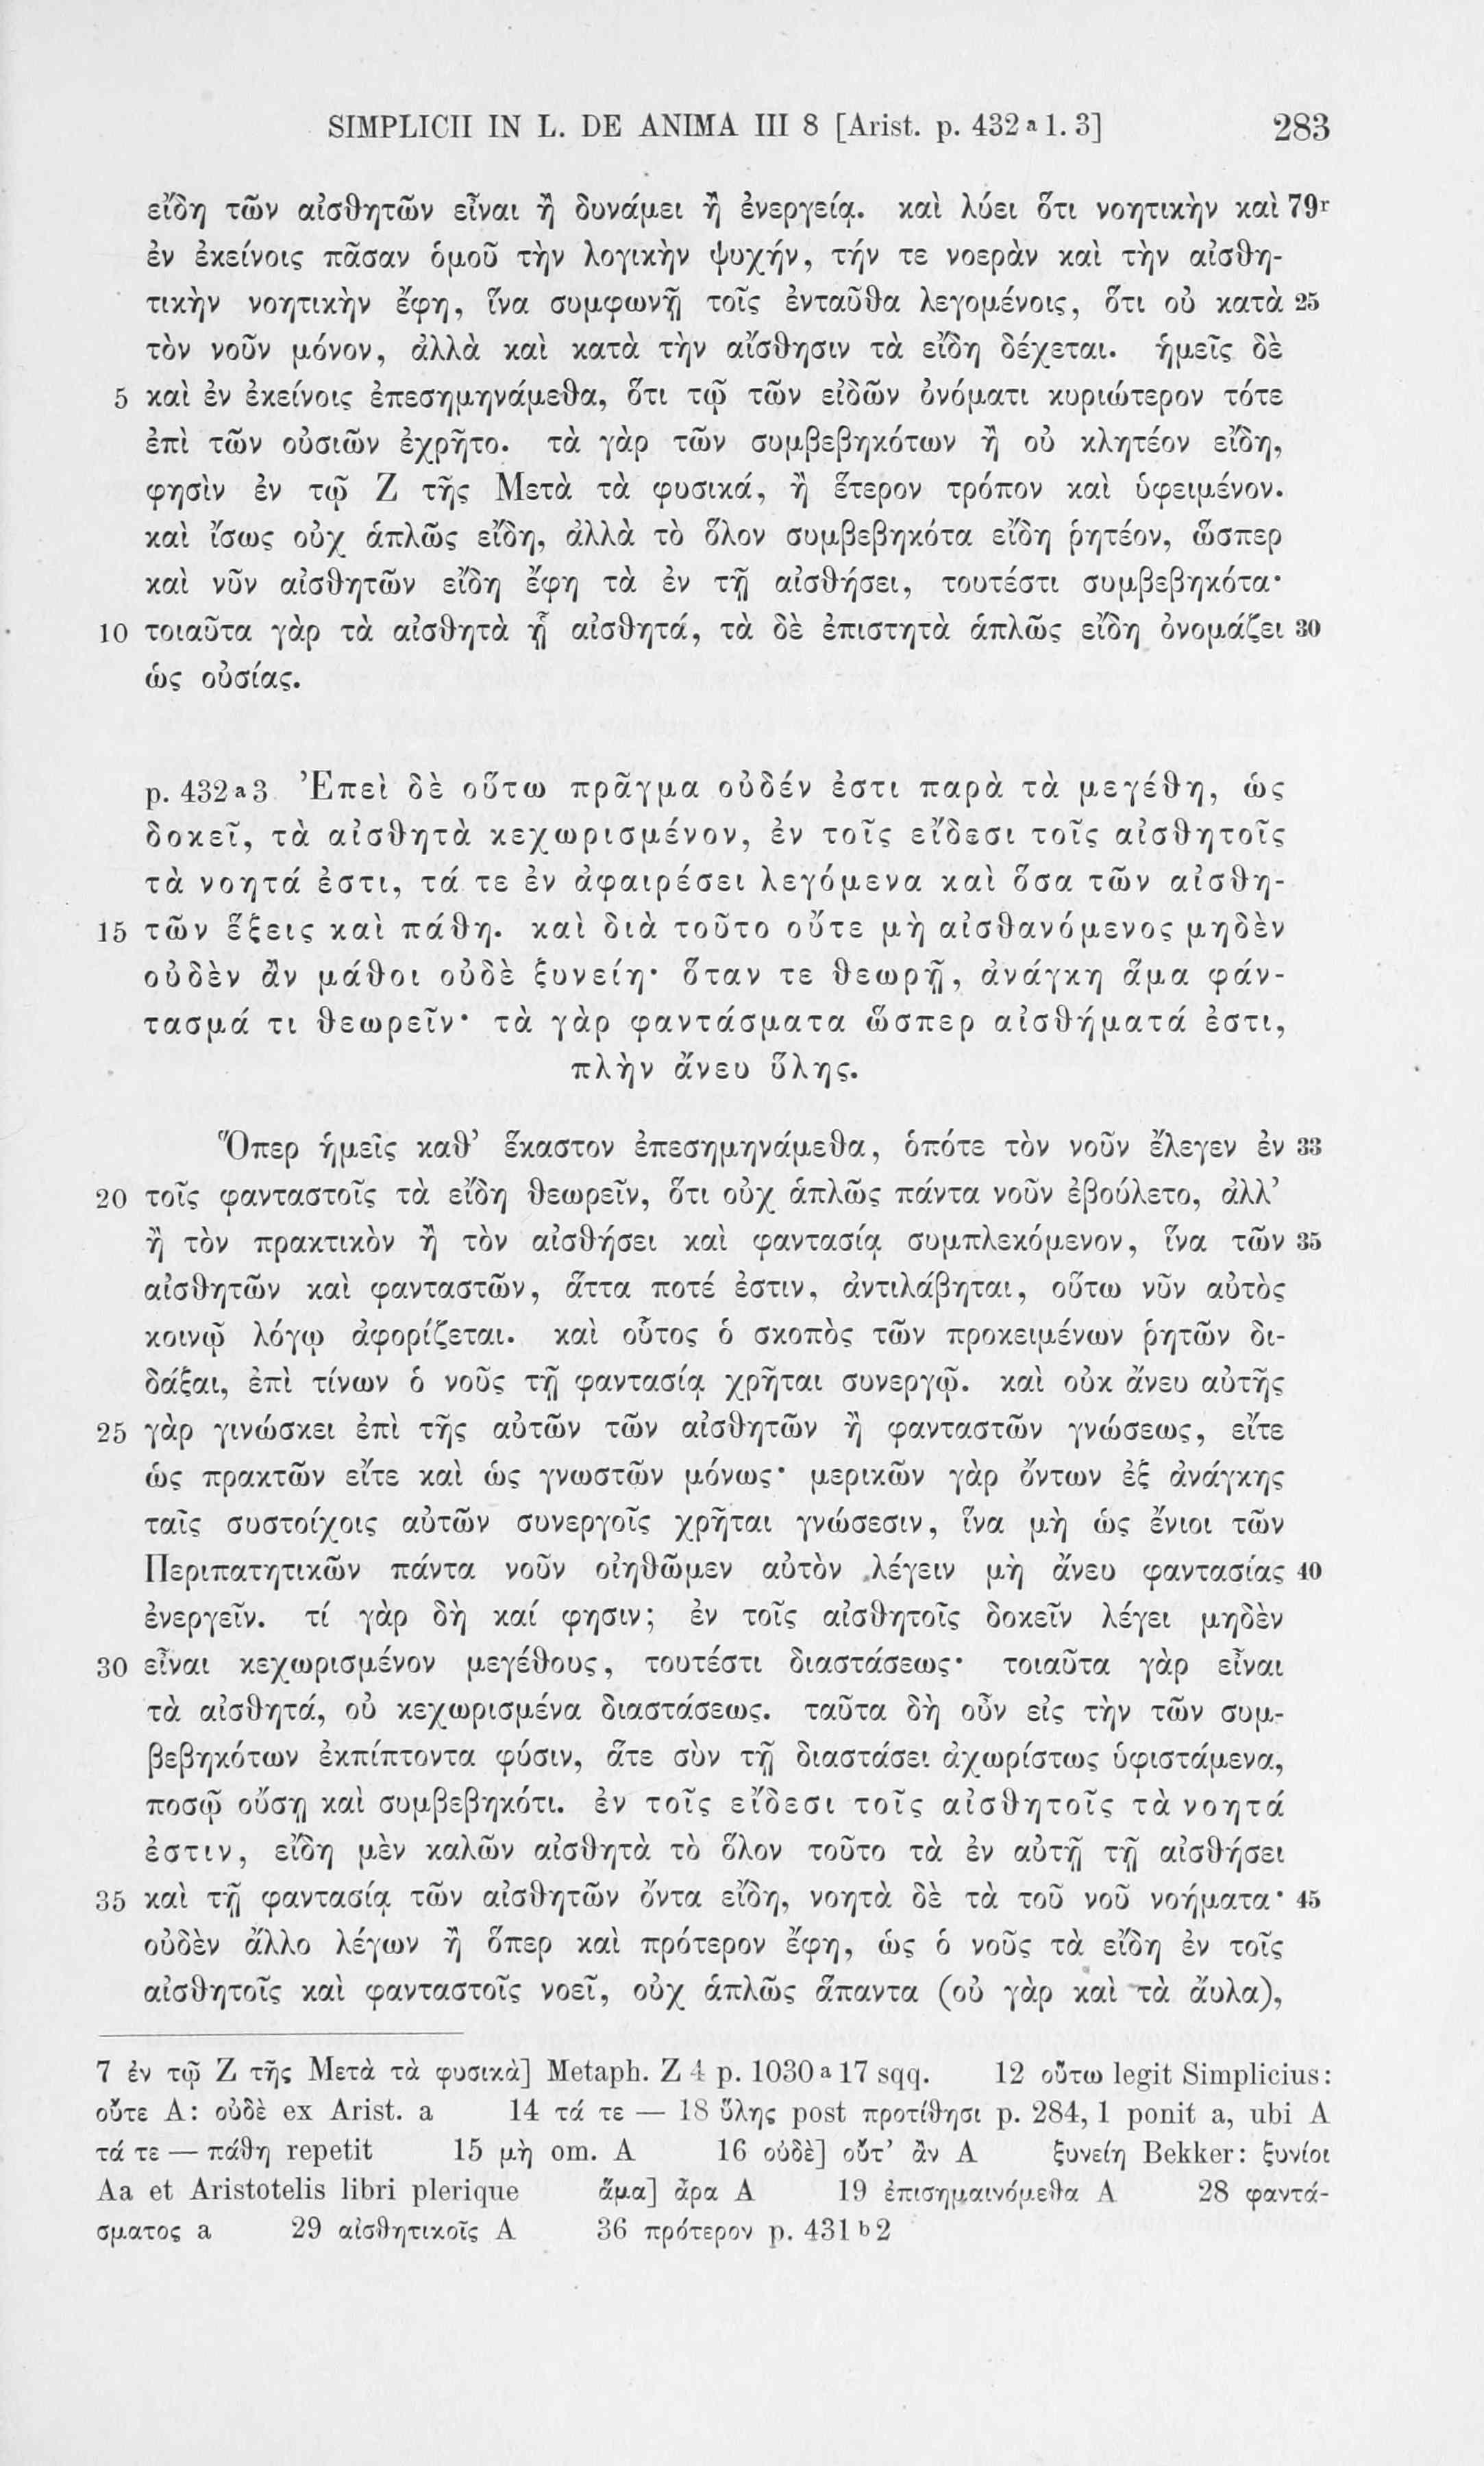 SIMPLICII IN L. DE ANIMA III 8 [Arist. p. 432 a 1. 3] 283
εἴδη τῶν αἰσθητῶν εἶναι ἢ δυνάμει ἢ ἐνεργείᾳ. καὶ λύει ὅτι νοητικὴν καὶ 79r
ἐν ἐκείνοις πᾶσαν ὁμοῦ τὴν λογικὴν ψυχήν, τήν τε νοερὰν καὶ τὴν αἰσθη-
τικὴν νοητικὴν ἔφη, ἵνα συμφωνῇ τοῖς ἐνταῦθα λεγομένοις, ὅτι οὐ κατὰ 25
τὸν νοῦν μόνον, ἀλλὰ καὶ κατὰ τὴν αἴσθησιν τὰ εἴδη δέχεται. ἡμεῖς δὲ
5 καὶ ἐν ἐκείνοις ἐπεσημηνάμεθα, ὅτι τῷ τῶν εἰδῶν ὀνόματι κυριώτερον τότε
ἐπὶ τῶν οὐσιῶν ἐχρῆτο. τὰ γὰρ τῶν συμβεβηκότων ἢ οὐ κλητέον εἴδη,
φησὶν ἐν τῷ Ζ τῆς Μετὰ τὰ φυσικά, ἢ ἕτερον τρόπον καὶ ὑφειμένον.
καὶ ἴσως οὐχ ἁπλῶς εἴδη, ἀλλὰ τὸ ὅλον συμβεβηκότα εἴδη ῥητέον, ὥσπερ
καὶ νῦν αἰσθητῶν εἴδη ἔφη τὰ ἐν τῇ αἰσθήσει, τουτέστι συμβεβηκότα·
10 τοιαῦτα γὰρ τὰ αἰσθητὰ ᾗ αἰσθητά, τὰ δὲ ἐπιστητὰ ἁπλῶς εἴδη ὀνομάζει 30
ὡς οὐσίας.
p. 432 a 3 Ἐπεὶ δὲ οὕτω πρᾶγμα οὐδέν ἐστι παρὰ τὰ μεγέθη, ὡς
δοκεῖ, τὰ αἰσθητὰ κεχωρισμένον, ἐν τοῖς εἴδεσι τοῖς αἰσθητοῖς
τὰ νοητά ἐστι, τά τε ἐν ἀφαιρέσει λεγόμενα καὶ ὅσα τῶν αἰσθη-
15 τῶν ἕξεις καὶ πάθη. καὶ διὰ τοῦτο οὔτε μὴ αἰσθανόμενος μηδὲν
οὐδὲν ἂν μάθοι οὐδὲ ξυνείη· ὅταν τε θεωρῇ, ἀνάγκη ἅμα φάν-
τασμά τι θεωρεῖν· τὰ γὰρ φαντάσματα ὥσπερ αἰσθήματά ἐστι,
πλὴν ἄνευ ὕλης.
Ὅπερ ἡμεῖς καθ’ ἕκαστον ἐπεσημηνάμεθα, ὁπότε τὸν νοῦν ἔλεγεν ἐν 33
20 τοῖς φανταστοῖς τὰ εἴδη θεωρεῖν, ὅτι οὐχ ἁπλῶς πάντα νοῦν ἐβούλετο, ἀλλ’
ἢ τὸν πρακτικὸν ἢ τὸν αἰσθήσει καὶ φαντασίᾳ συμπλεκόμενον, ἵνα τῶν 35
αἰσθητῶν καὶ φανταστῶν, ἅττα ποτέ ἐστιν, ἀντιλάβηται, οὕτω νῦν αὐτὸς
κοινῷ λόγῳ ἀφορίζεται. καὶ οὗτος ὁ σκοπὸς τῶν προκειμένων ῥητῶν δι-
δάξαι, ἐπὶ τίνων ὁ νοῦς τῇ φαντασίᾳ χρῆται συνεργῷ. καὶ οὐκ ἄνευ αὐτῆς
25 γὰρ γινώσκει ἐπὶ τῆς αὐτῶν τῶν αἰσθητῶν ἢ φανταστῶν γνώσεως, εἴτε
ὡς πρακτῶν εἴτε καὶ ὡς γνωστῶν μόνως· μερικῶν γὰρ ὄντων ἐξ ἀνάγκης
ταῖς συστοίχοις αὐτῶν συνεργοῖς χρῆται γνώσεσιν, ἵνα μὴ ὡς ἔνιοι τῶν
Περιπατητικῶν πάντα νοῦν οἰηθῶμεν αὐτὸν λέγειν μὴ ἄνευ φαντασίας 40
ἐνεργεῖν. τί γὰρ δὴ καί φησιν; ἐν τοῖς αἰσθητοῖς δοκεῖν λέγει μηδὲν
30 εἶναι κεχωρισμένον μεγέθους, τουτέστι διαστάσεως· τοιαῦτα γὰρ εἶναι
τὰ αἰσθητά, οὐ κεχωρισμένα διαστάσεως. ταῦτα δὴ οὖν εἰς τὴν τῶν συμ-
βεβηκότων ἐκπίπτοντα φύσιν, ἅτε σὺν τῇ διαστάσει ἀχωρίστως ὑφιστάμενα,
ποσῷ οὔσῃ καὶ συμβεβηκότι. ἐν τοῖς εἴδεσι τοῖς αἰσθητοῖς τὰ νοητά
ἐστιν, εἴδη μὲν καλῶν αἰσθητὰ τὸ ὅλον τοῦτο τὰ ἐν αὐτῇ τῇ αἰσθήσει
35 καὶ τῇ φαντασίᾳ τῶν αἰσθητῶν ὄντα εἴδη, νοητὰ δὲ τὰ τοῦ νοῦ νοήματα· 45
οὐδὲν ἄλλο λέγων ἢ ὅπερ καὶ πρότερον ἔφη, ὡς ὁ νοῦς τὰ εἴδη ἐν τοῖς
αἰσθητοῖς καὶ φανταστοῖς νοεῖ, οὐχ ἁπλῶς ἅπαντα (οὐ γὰρ καὶ τὰ ἄυλα),
7 ἐν τῷ Ζ τῆς Μετὰ τὰ φυσικὰ] Metaph. Z 4 p. 1030 a 17 sqq. 12 οὕτω legit Simplicius:
οὔτε A: οὐδὲ ex Arist. a 14 τά τε — 18 ὕλης post προτίθησι p. 284, 1 ponit a, ubi A
τά τε — πάθη repetit 15 μὴ om. A 16 οὐδὲ] οὔτ’ ἂν A ξυνείη Bekker: ξυνίοι
Aa et Aristotelis libri plerique ἅμα] ἆρα A 19 ἐπισημαινόμεθα A 28 φαντά-
σματος a 29 αἰσθητικοῖς A 36 πρότερον p. 431 b 2